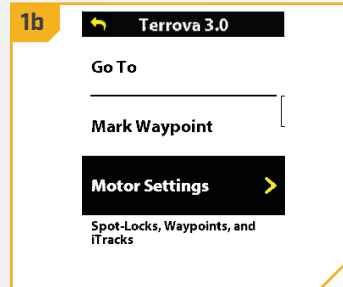 1b
Terrova 3.0
Go To
Mark Waypoint
Motor Settings
Spot-Locks, Waypoints, and
iTracks